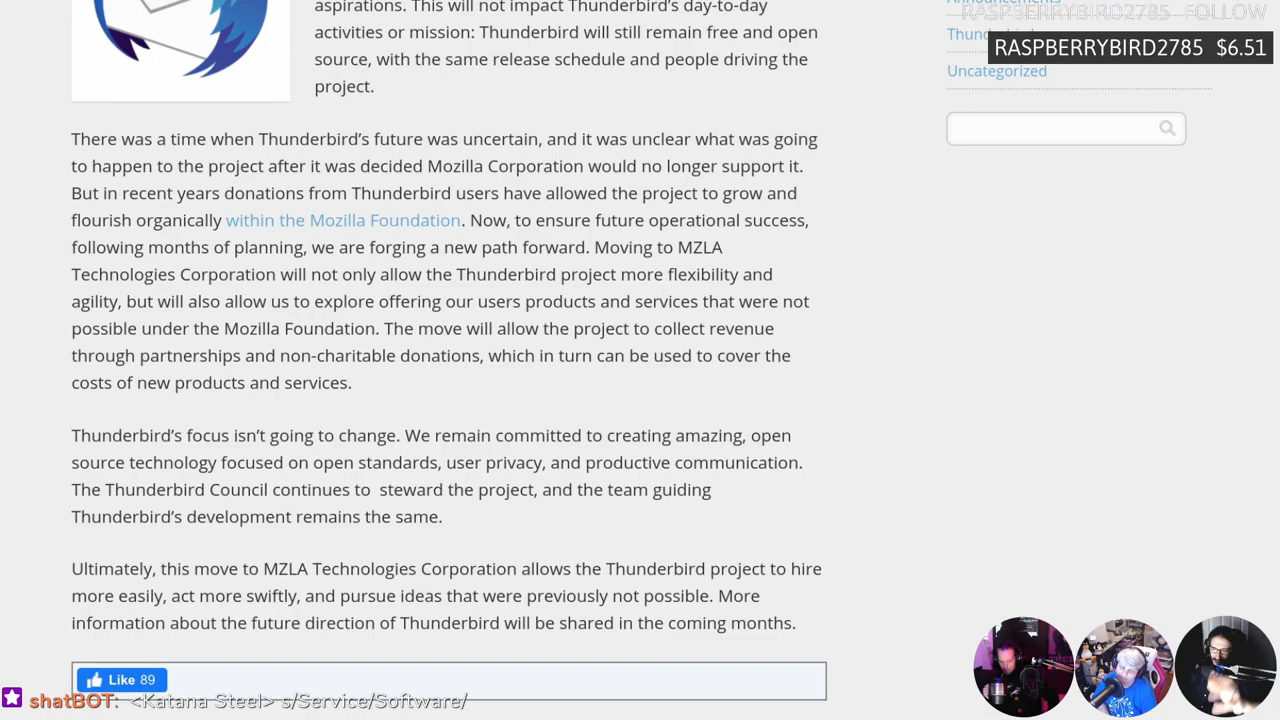 aspirations. This will not impact Thunderbird's day-to-day
activities or mission: Thunderbird will still remain free and open
source, with the same release schedule and people driving the
project.
There was a time when Thunderbird's future was uncertain, and it was unclear what was going
to happen to the project after it was decided Mozilla Corporation would no longer support it.
But in recent years donations from Thunderbird users have allowed the project to grow and
flourish organically within the Mozilla Foundation. Now, to ensure future operational success,
following months of planning, we are forging a new path forward. Moving to MZLA
Technologies Corporation will not only allow the Thunderbird project more flexibility and
agility, but will also allow us to explore offering our users products and services that were not
possible under the Mozilla Foundation. The move will allow the project to collect revenue
through partnerships and non-charitable donations, which in turn can be used to cover the
costs of new products and services.
Thunderbird's focus isn't going to change. We remain committed to creating amazing, open
source technology focused on open standards, user privacy, and productive communication.
The Thunderbird Council continues to steward the project, and the team guiding
Thunderbird's development remains the same.
Ultimately, this move to MZLA Technologies Corporation allows the Thunderbird project to hire
more easily, act more swiftly, and pursue ideas that were previously not possible. More
information about the future direction of Thunderbird will be shared in the coming months.
Like 89
shatBOT: <Katana Steel> s/Service/Software/
RASPBERRYBIRD2785 FOLLOW
RASPBERRYBIRD2785 $6.51
Uncategorized